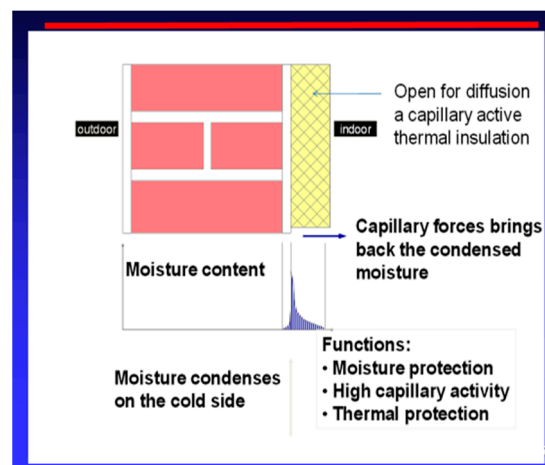 outdoor
indoor
Open for diffusion
a capillary active
thermal insulation
Capillary forces brings
back the condensed
moisture
Moisture content
Moisture condenses
on the cold side
Functions:
• Moisture protection
• High capillary activity
• Thermal protection